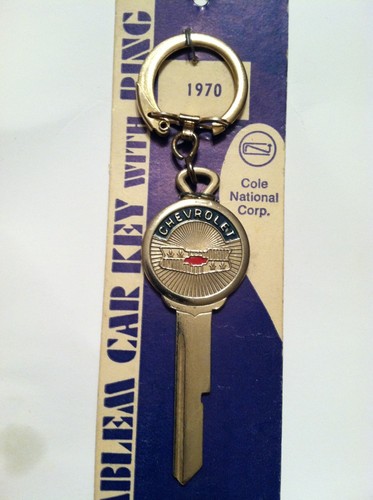 EMBLEM CAR KEY WITH RING
1970
Cole
National
Corp.
CHEVROLET